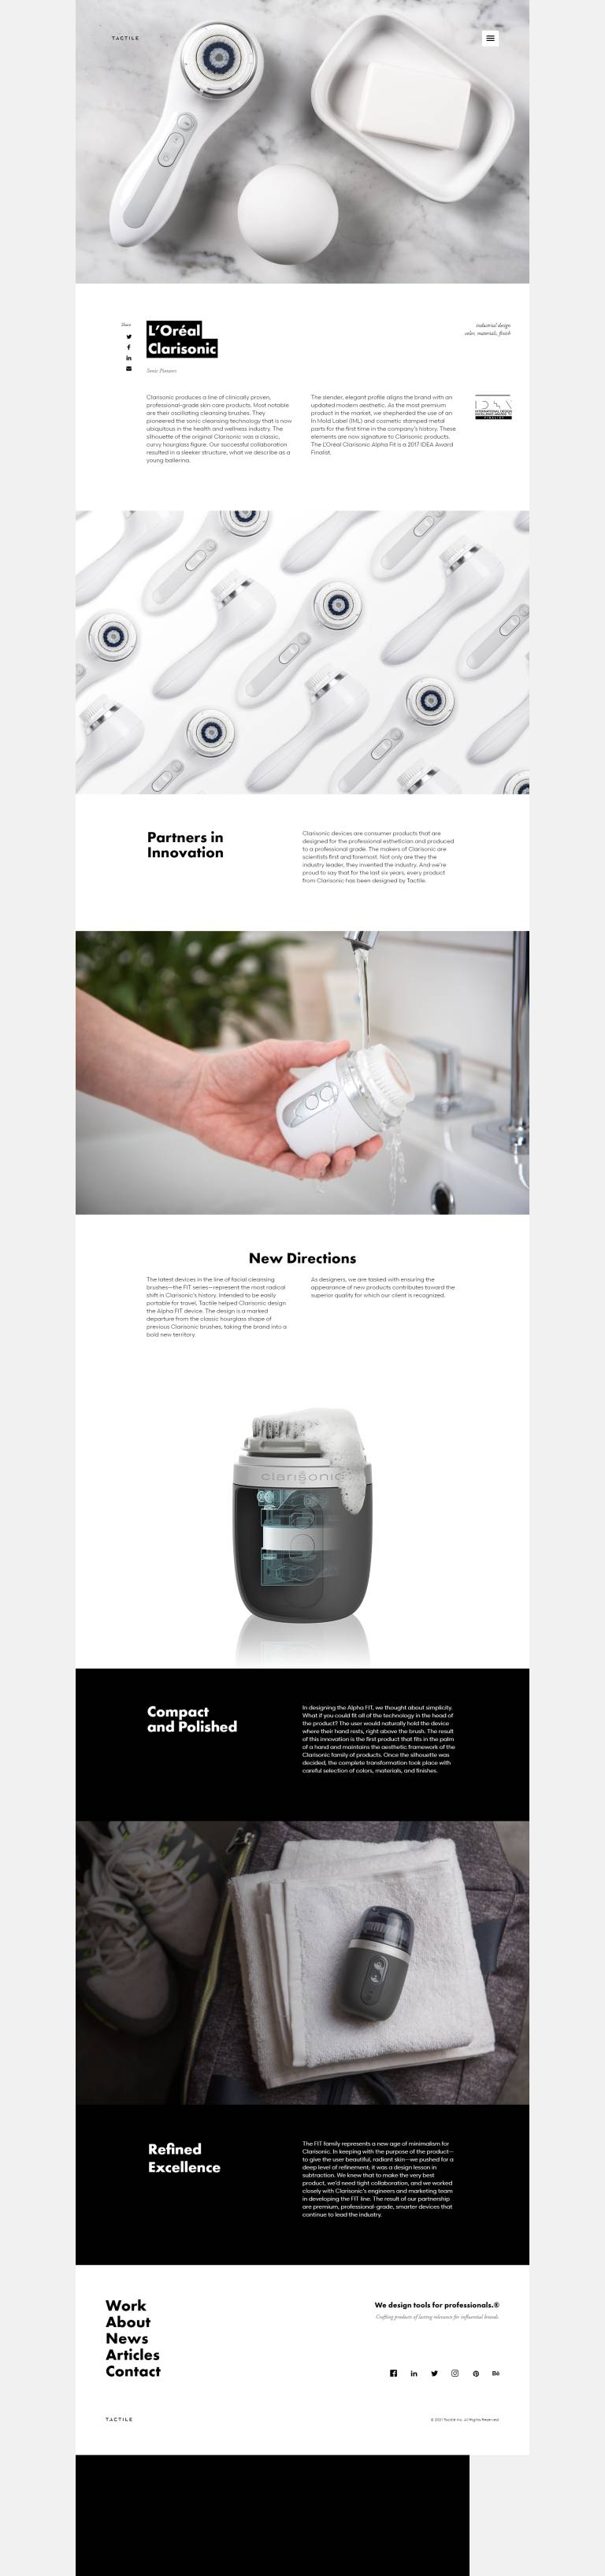 TACTILE
Share
L'Oréal
Clarisonic
industrial design
color, materials, finish
Sonic Pioneers
Clarisonic produces a line of clinically proven,
professional-grade skin care products. Most notable
are their oscillating cleansing brushes. They
pioneered the sonic cleansing technology that is now
ubiquitous in the health and wellness industry. The
silhouette of the original Clarisonic was a classic,
curvy hourglass figure. Our successful collaboration
resulted in a sleeker structure, what we describe as a
young ballerina.
The slender, elegant profile aligns the brand with an
updated modern aesthetic. As the most premium
product in the market, we shepherded the use of an
In Mold Label (IML) and cosmetic stamped metal
parts for the first time in the company's history. These
elements are now signature to Clarisonic products.
The L'Oréal Clarisonic Alpha Fit is a 2017 IDEA Award
Finalist.
IDEA
INTERNATIONAL DESIGN
EXCELLENCE AWARDS 17
FINALIST
Partners in
Innovation
Clarisonic devices are consumer products that are
designed for the professional esthetician and produced
to a professional grade. The makers of Clarisonic are
scientists first and foremost. Not only are they the
industry leader, they invented the industry. And we're
proud to say that for the last six years, every product
from Clarisonic has been designed by Tactile.
New Directions
The latest devices in the line of facial cleansing
brushes—the FIT series—represent the most radical
shift in Clarisonic's history. Intended to be easily
portable for travel, Tactile helped Clarisonic design
the Alpha FIT device. The design is a marked
departure from the classic hourglass shape of
previous Clarisonic brushes, taking the brand into a
bold new territory.
As designers, we are tasked with ensuring the
appearance of new products contributes toward the
superior quality for which our client is recognized.
clarisonic
Compact
and Polished
In designing the Alpha FIT, we thought about simplicity.
What if you could fit all of the technology in the head of
the product? The user would naturally hold the device
where their hand rests, right above the brush. The result
of this innovation is the first product that fits in the palm
of a hand and maintains the aesthetic framework of the
Clarisonic family of products. Once the silhouette was
decided, the complete transformation took place with
careful selection of colors, materials, and finishes.
Refined
Excellence
The FIT family represents a new age of minimalism for
Clarisonic. In keeping with the purpose of the product—
to give the user beautiful, radiant skin—we pushed for a
deep level of refinement; it was a design lesson in
subtraction. We knew that to make the very best
product, we'd need tight collaboration, and we worked
closely with Clarisonic's engineers and marketing team
in developing the FIT line. The result of our partnership
are premium, professional-grade, smarter devices that
continue to lead the industry.
Work
About
News
Articles
Contact
We design tools for professionals.®
Crafting products of lasting relevance for influential brands.
Bē
TACTILE
© 2021 Tactile Inc. All Rights Reserved